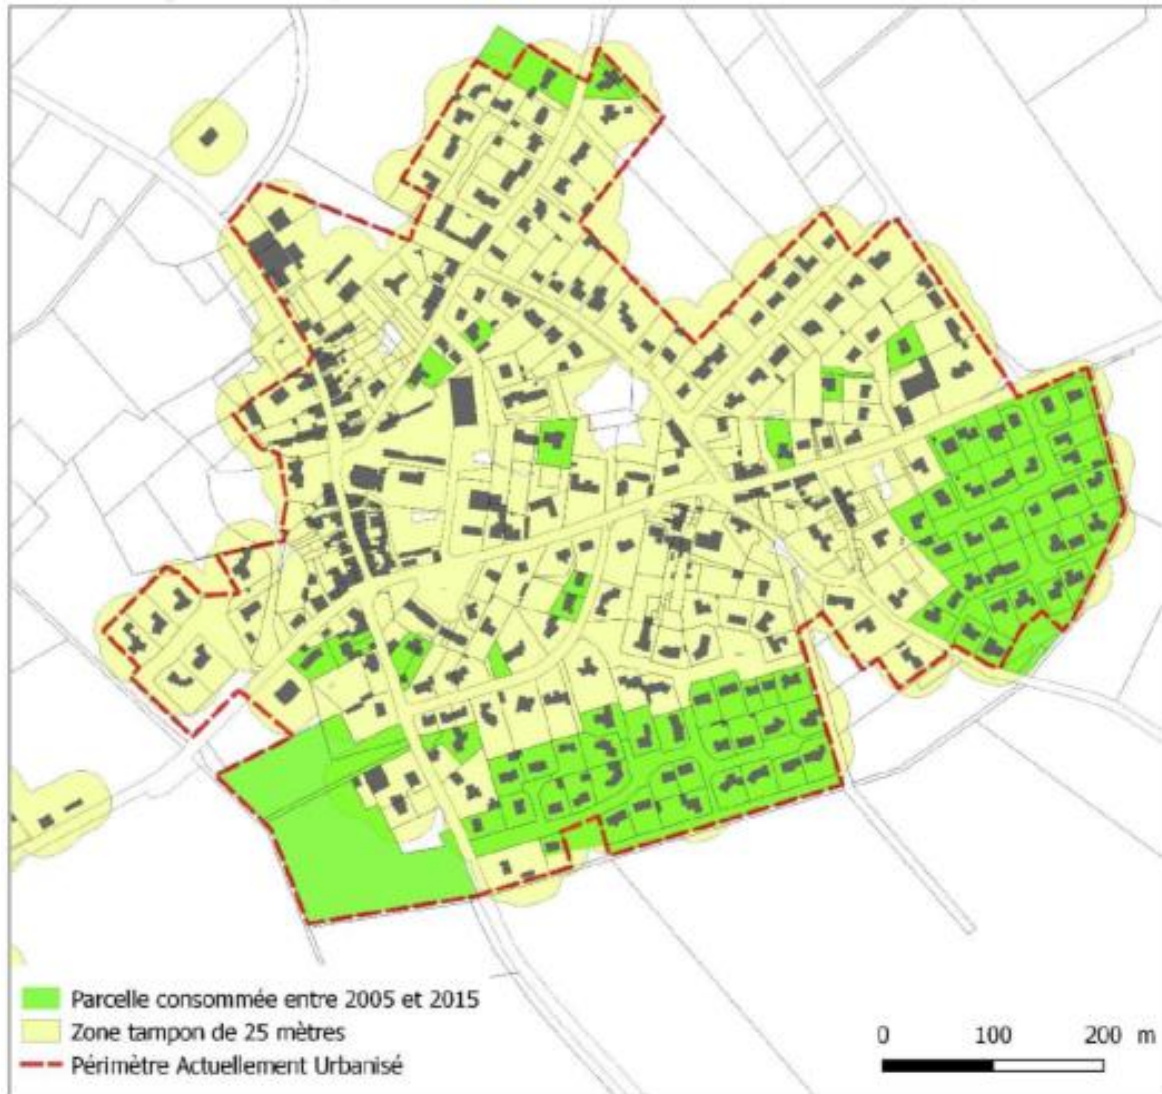 Parcelle consommée entre 2005 et 2015
Zone tampon de 25 mètres
Périmètre Actuellement Urbanisé
0 100 200 m